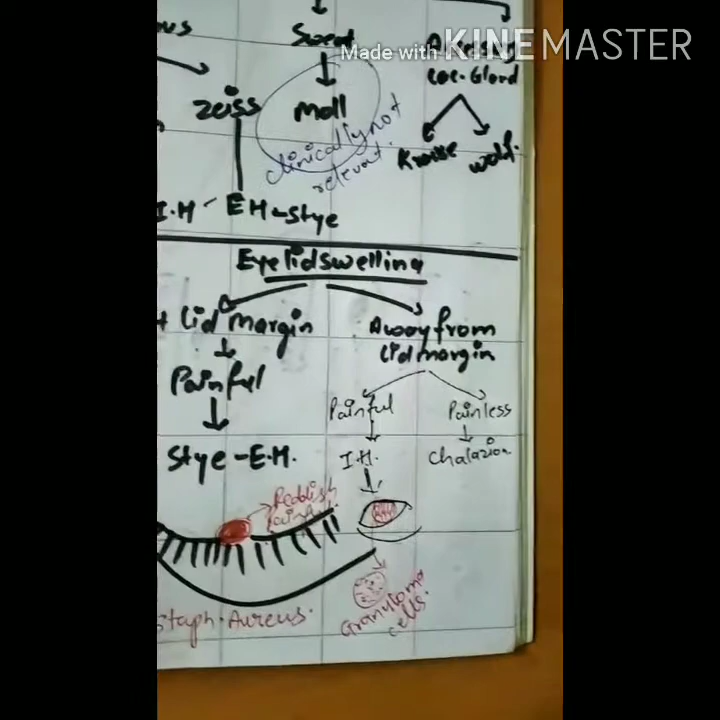 Made with KINEMASTER
Sweat
Moll
Zeiss
clinically not
relevant.
Krause
wolf.
I.H - E.H - stye
Eyelid swelling
Lid margin
Away from
Lid margin
Painful
Stye - E.H.
Painful
Painless
I.H.
chalazion
Reddish
Painful
Staph. Aureus.
Granuloma
cells.